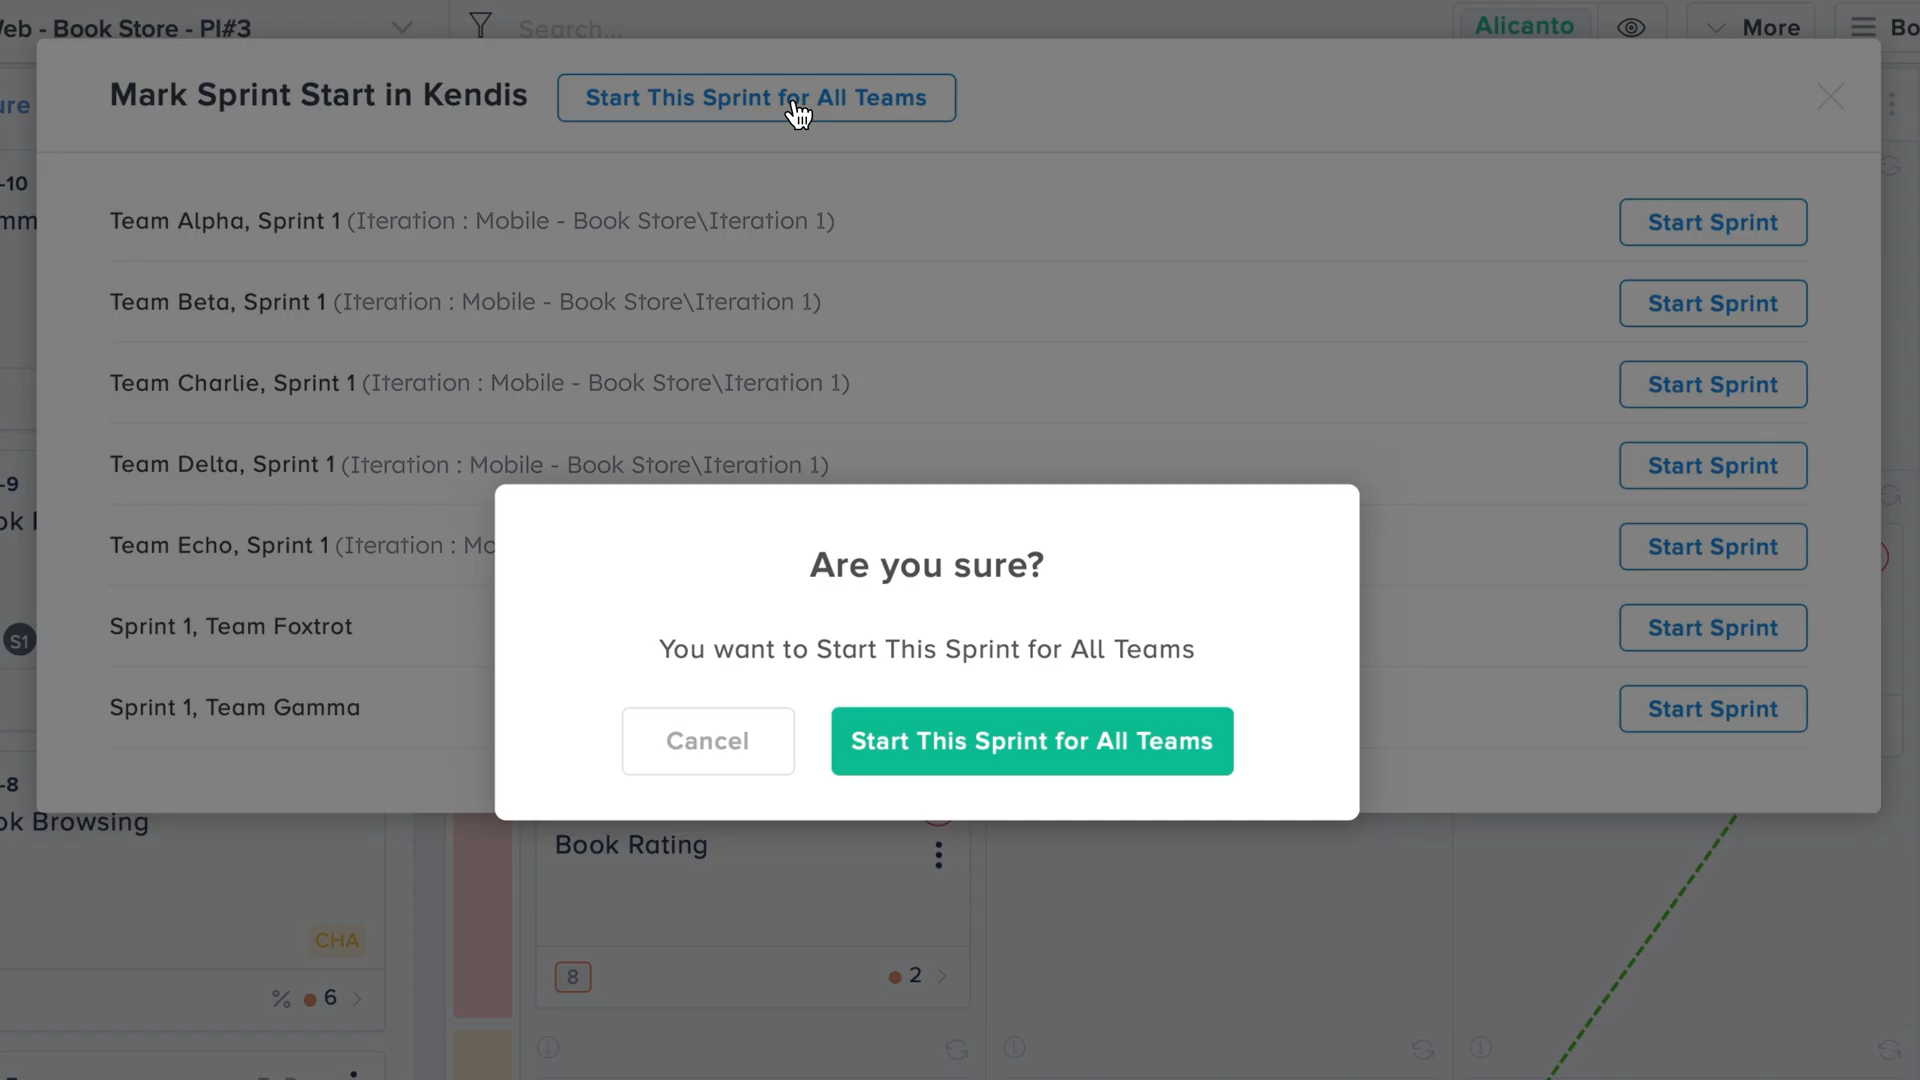 eb - Book Store - PI#3
Search...
Alicanto
More
Bo
ure
Mark Sprint Start in Kendis
Start This Sprint for All Teams
-10
mm
Team Alpha, Sprint 1 (Iteration : Mobile - Book Store\Iteration 1)
Start Sprint
Team Beta, Sprint 1 (Iteration : Mobile - Book Store\Iteration 1)
Start Sprint
Team Charlie, Sprint 1 (Iteration : Mobile - Book Store\Iteration 1)
Start Sprint
Team Delta, Sprint 1 (Iteration : Mobile - Book Store\Iteration 1)
Start Sprint
-9
ok
Team Echo, Sprint 1 (Iteration : Mo
Start Sprint
Sprint 1, Team Foxtrot
Start Sprint
S1
Sprint 1, Team Gamma
Start Sprint
Are you sure?
You want to Start This Sprint for All Teams
Cancel
Start This Sprint for All Teams
-8
ok Browsing
CHA
% 6
Book Rating
8
2